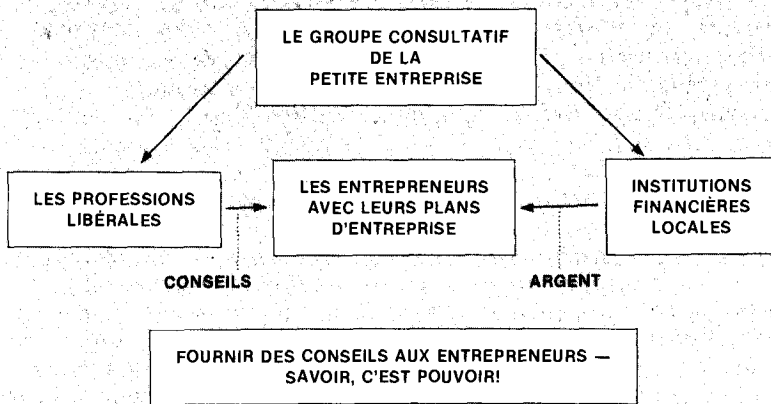 LE GROUPE CONSULTATIF
DE LA
PETITE ENTREPRISE
LES PROFESSIONS
LIBÉRALES
LES ENTREPRENEURS
AVEC LEURS PLANS
D'ENTREPRISE
INSTITUTIONS
FINANCIÈRES
LOCALES
CONSEILS
ARGENT
FOURNIR DES CONSEILS AUX ENTREPRENEURS —
SAVOIR, C'EST POUVOIR!